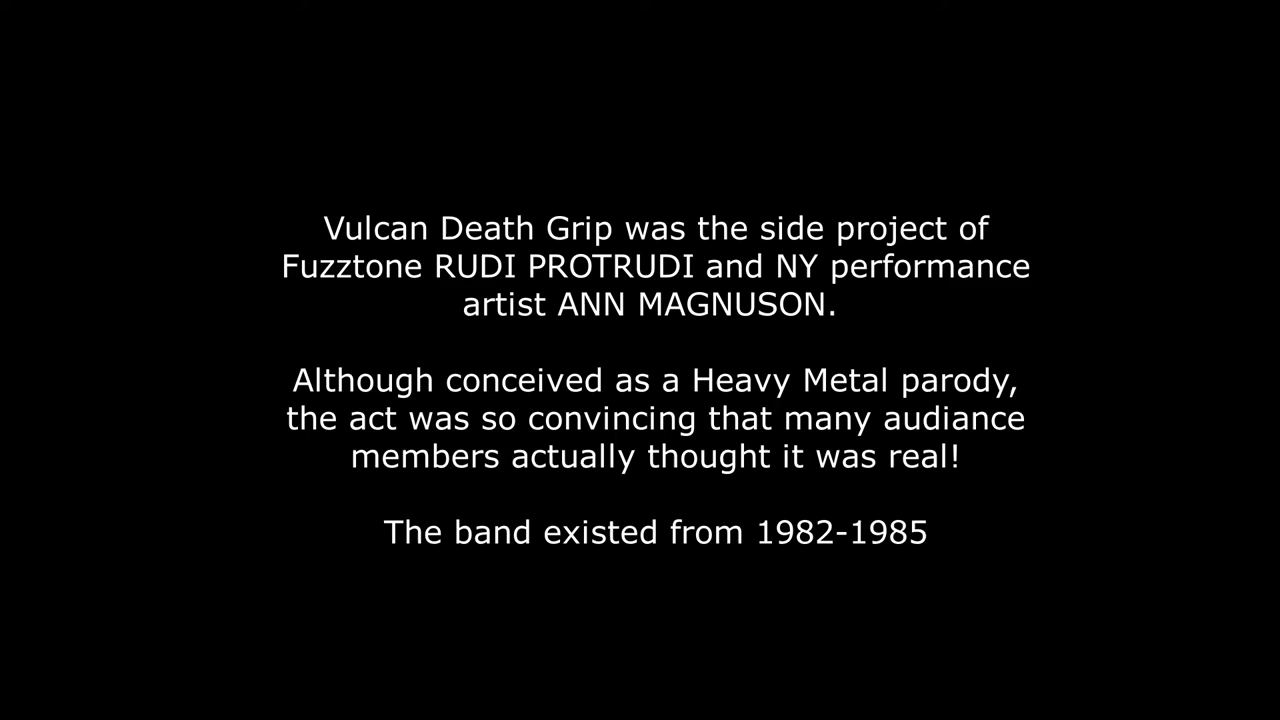 Vulcan Death Grip was the side project of
Fuzztone RUDI PROTRUDI and NY performance
artist ANN MAGNUSON.
Although conceived as a Heavy Metal parody,
the act was so convincing that many audiance
members actually thought it was real!
The band existed from 1982-1985